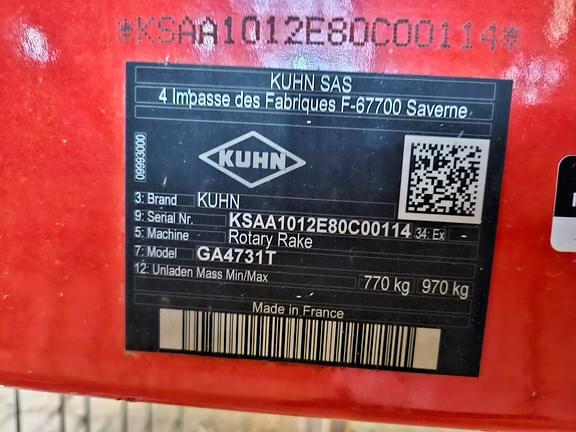 *KSAA1012E80C00114*
KUHN SAS
4 Impasse des Fabriques F-67700 Saverne
-
09993000
KUHN
3: Brand KUHN
9: Serial Nr. KSAA1012E80C00114 34: Ex -
5: Machine Rotary Rake
7: Model GA4731T
12: Unladen Mass Min/Max 770 kg 970 kg
Made in France